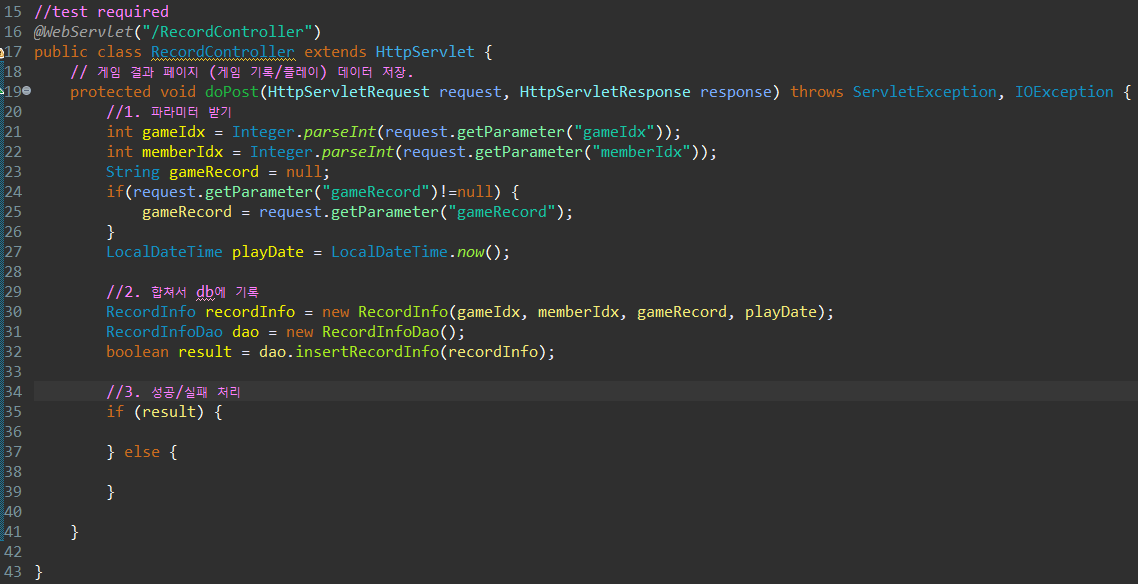 15 //test required
16 @WebServlet("/RecordController")
17 public class RecordController extends HttpServlet {
18 // 게임 결과 페이지 (게임 기록/플레이) 데이터 저장.
19 protected void doPost(HttpServletRequest request, HttpServletResponse response) throws ServletException, IOException {
20 //1. 파라미터 받기
21 int gameIdx = Integer.parseInt(request.getParameter("gameIdx"));
22 int memberIdx = Integer.parseInt(request.getParameter("memberIdx"));
23 String gameRecord = null;
24 if(request.getParameter("gameRecord")!=null) {
25 gameRecord = request.getParameter("gameRecord");
26 }
27 LocalDateTime playDate = LocalDateTime.now();
28
29 //2. 합쳐서 db에 기록
30 RecordInfo recordInfo = new RecordInfo(gameIdx, memberIdx, gameRecord, playDate);
31 RecordInfoDao dao = new RecordInfoDao();
32 boolean result = dao.insertRecordInfo(recordInfo);
33
34 //3. 성공/실패 처리
35 if (result) {
36
37 } else {
38
39 }
40
41 }
42
43 }